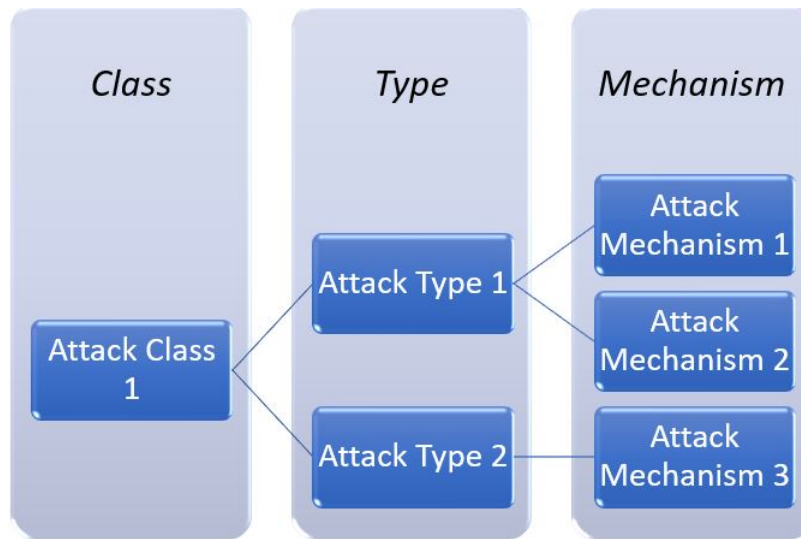 Class
Type
Mechanism
Attack Class
1
Attack Type 1
Attack Type 2
Attack
Mechanism 1
Attack
Mechanism 2
Attack
Mechanism 3